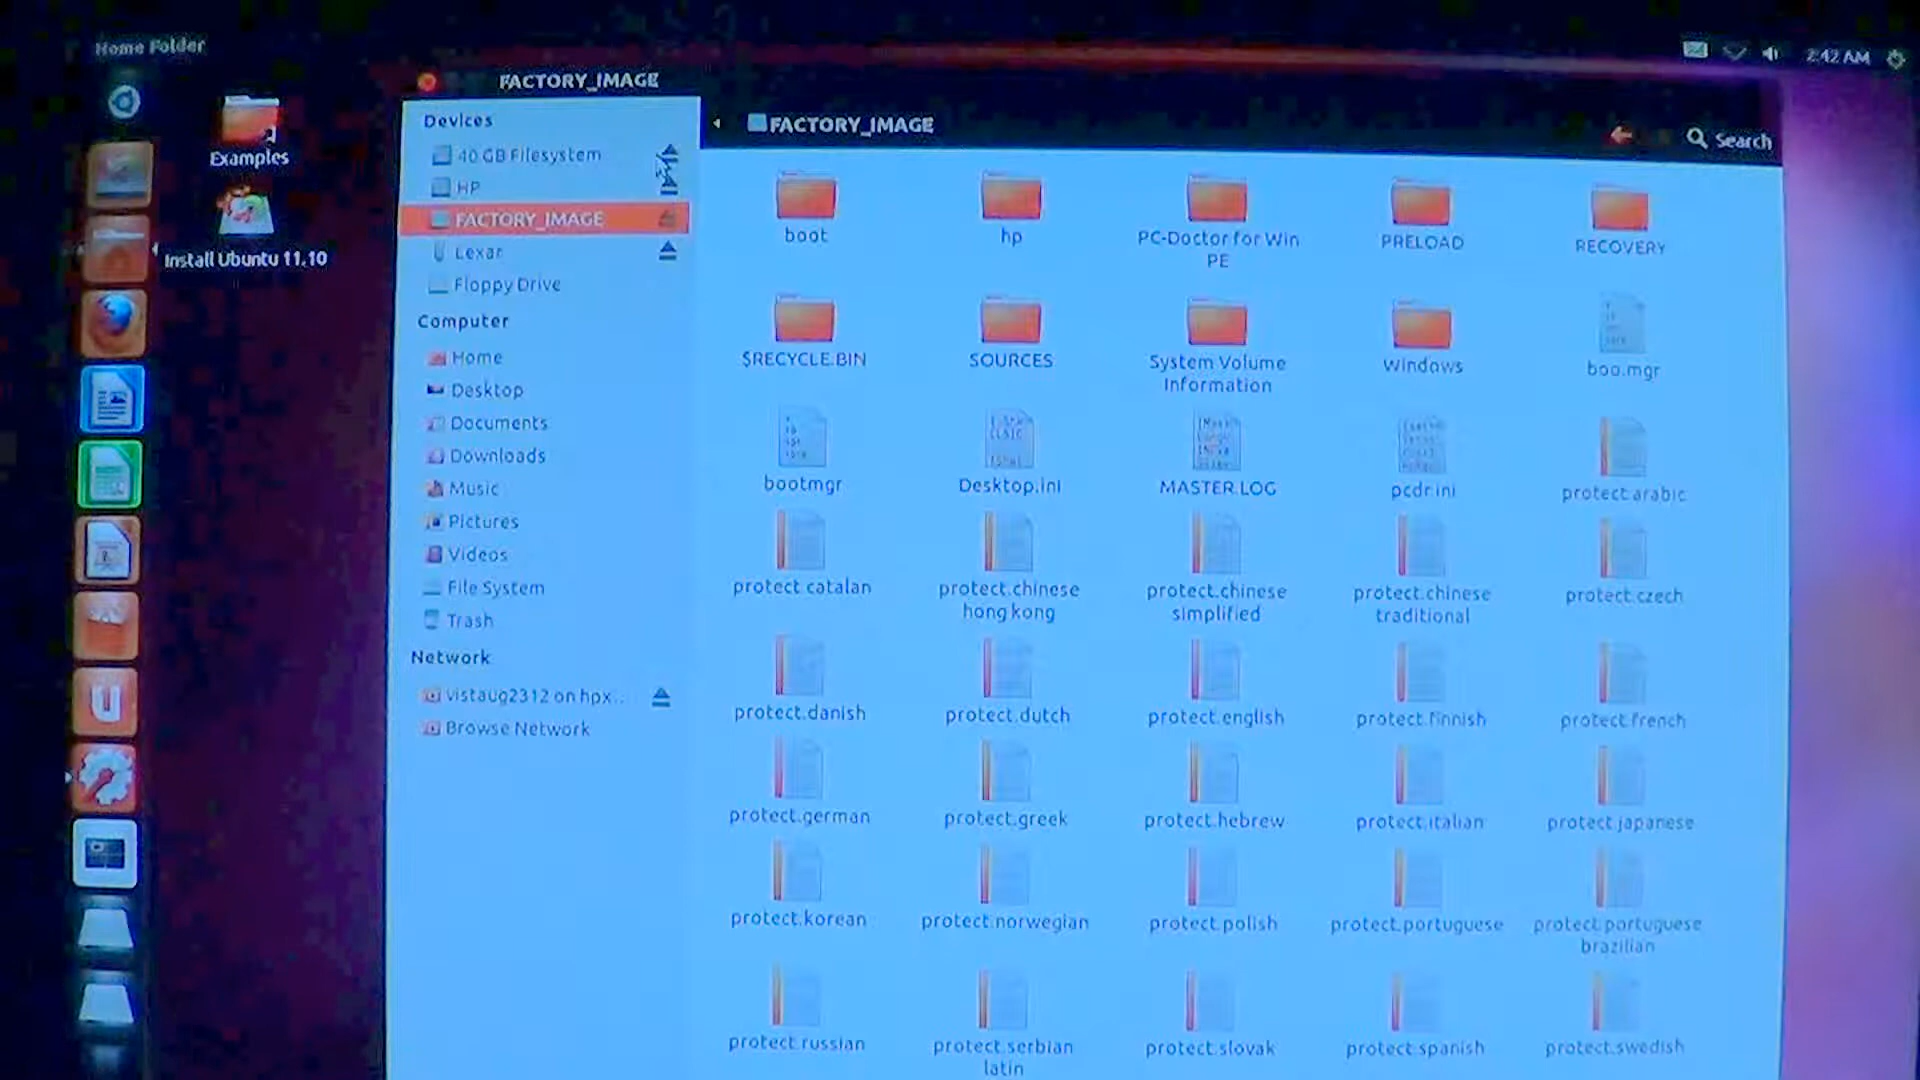 Home Folder
2:42 AM
Examples
Install Ubuntu 11.10
FACTORY_IMAGE
Devices
40 GB Filesystem
HP
FACTORY_IMAGE
Lexar
Floppy Drive
Computer
Home
Desktop
Documents
Downloads
Music
Pictures
Videos
File System
Trash
Network
vistaug2312 on hpx...
Browse Network
FACTORY_IMAGE
Search
boot
hp
PC-Doctor for Win
PE
PRELOAD
RECOVERY
$RECYCLE.BIN
SOURCES
System Volume
Information
Windows
boo.mgr
bootmgr
Desktop.ini
MASTER.LOG
pcdr.ini
protect.arabic
protect.catalan
protect.chinese
hong kong
protect.chinese
simplified
protect.chinese
traditional
protect.czech
protect.danish
protect.dutch
protect.english
protect.finnish
protect.french
protect.german
protect.greek
protect.hebrew
protect.italian
protect.japanese
protect.korean
protect.norwegian
protect.polish
protect.portuguese
protect.portuguese
brazilian
protect.russian
protect.serbian
latin
protect.slovak
protect.spanish
protect.swedish